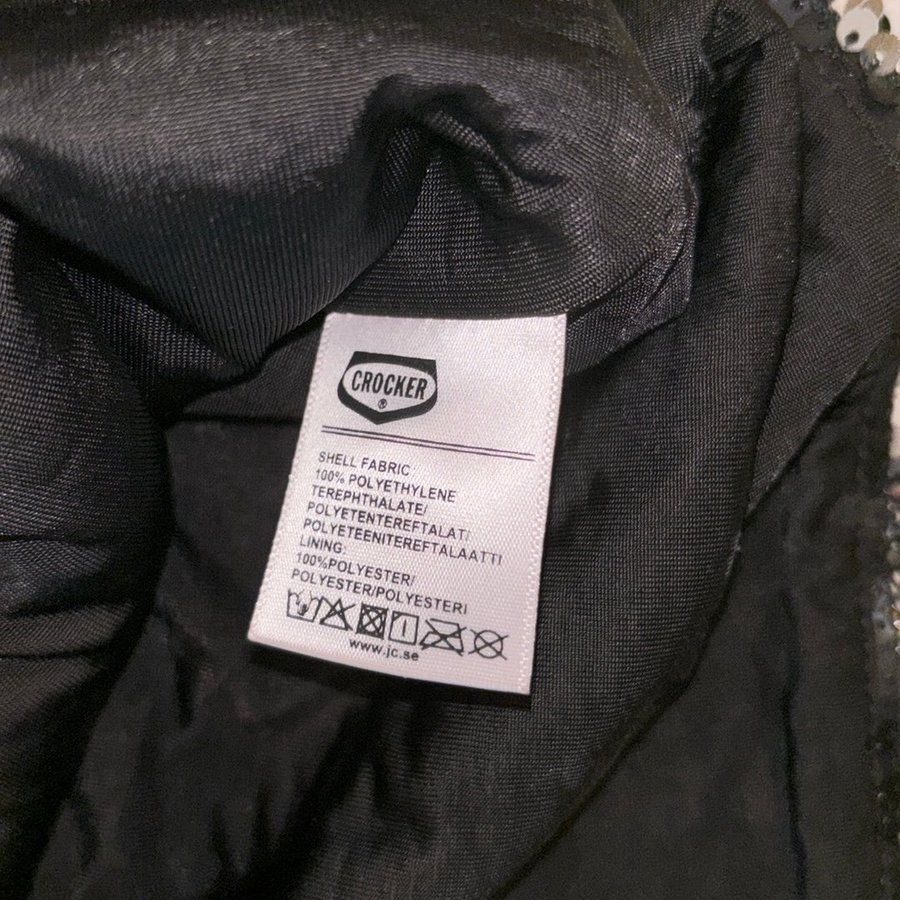 CROCKER
®
SHELL FABRIC
100% POLYETHYLENE
TEREPHTHALATE/
POLYETENTEREFTALAT/
POLYETEENITEREFTALAATTI
LINING:
100%POLYESTER/
POLYESTER/POLYESTERI
www.jc.se